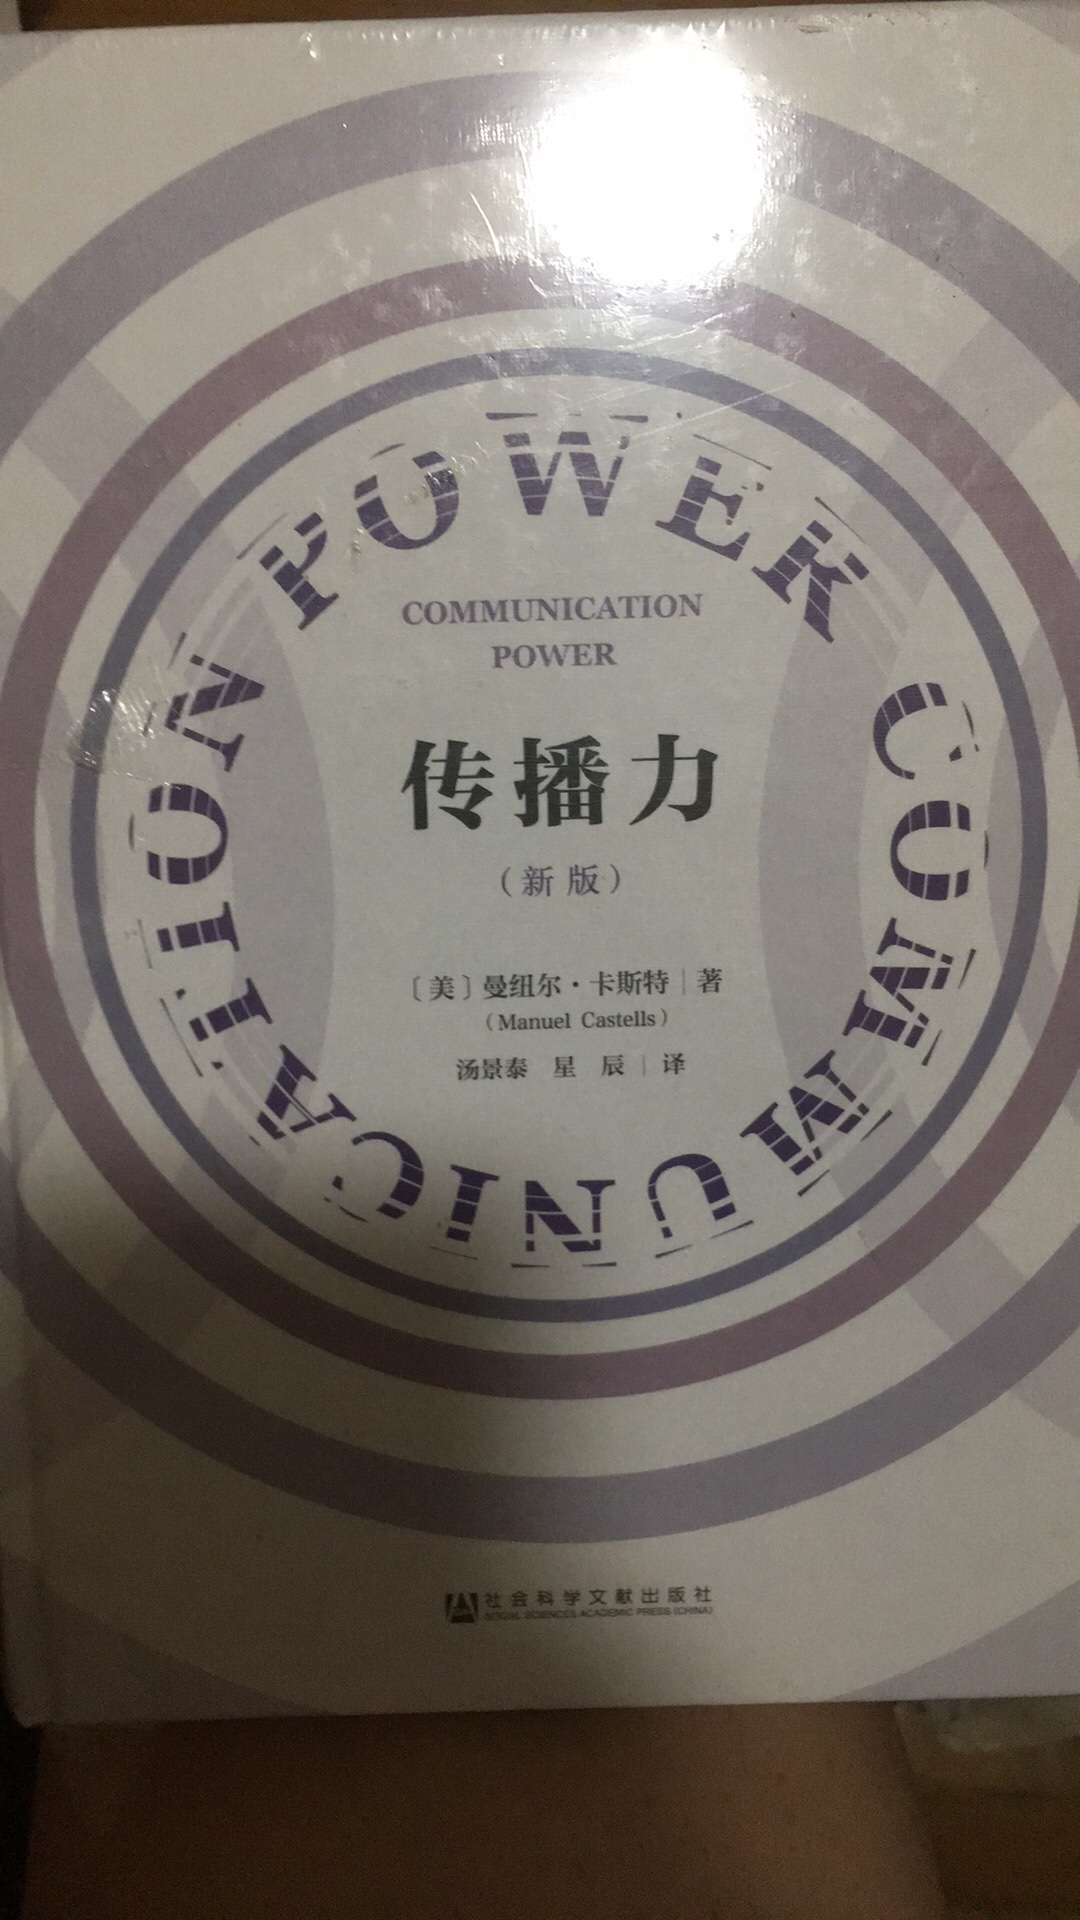 POWER COMMUNICATION
COMMUNICATION
POWER
传播力
（新版）
〔美〕曼纽尔·卡斯特｜著
（Manuel Castells）
汤景泰 星辰｜译
社会科学文献出版社
SOCIAL SCIENCES ACADEMIC PRESS (CHINA)